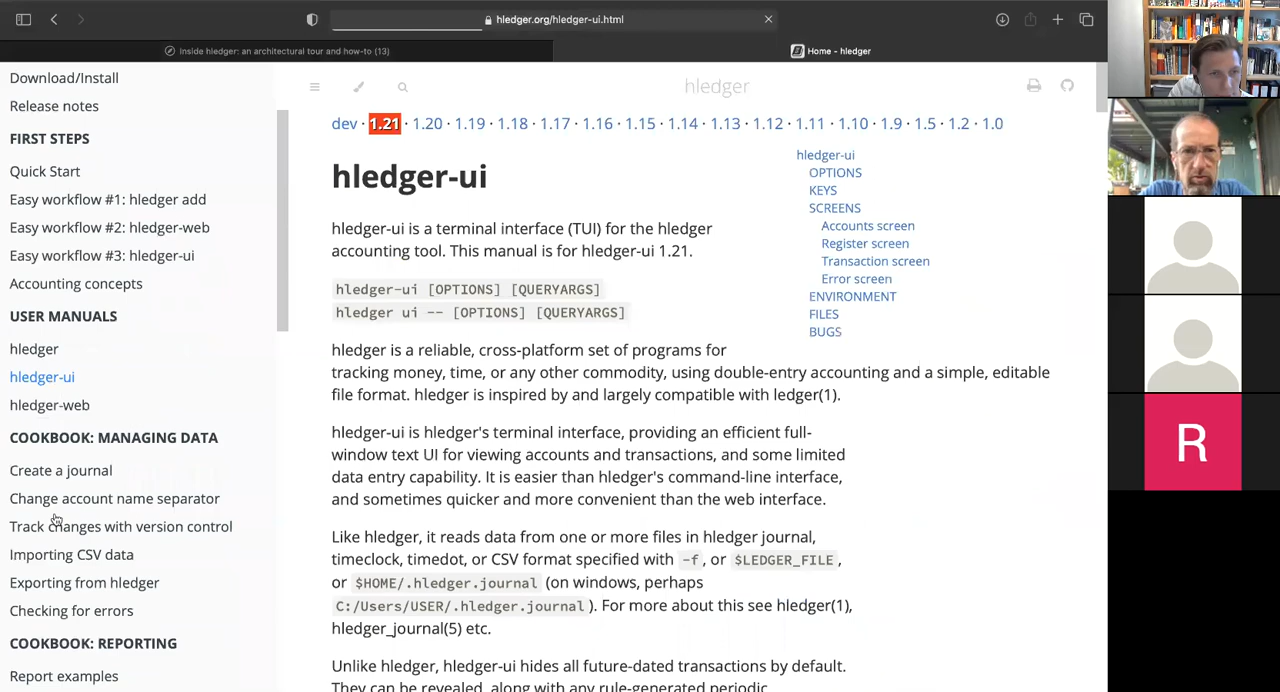 hledger.org/hledger-ui.html
Inside hledger: an architectural tour and how-to (13)
Home - hledger
Download/Install
Release notes
FIRST STEPS
Quick Start
Easy workflow #1: hledger add
Easy workflow #2: hledger-web
Easy workflow #3: hledger-ui
Accounting concepts
USER MANUALS
hledger
hledger-ui
hledger-web
COOKBOOK: MANAGING DATA
Create a journal
Change account name separator
Track changes with version control
Importing CSV data
Exporting from hledger
Checking for errors
COOKBOOK: REPORTING
Report examples
hledger
dev · 1.21 · 1.20 · 1.19 · 1.18 · 1.17 · 1.16 · 1.15 · 1.14 · 1.13 · 1.12 · 1.11 · 1.10 · 1.9 · 1.5 · 1.2 · 1.0
hledger-ui
OPTIONS
KEYS
SCREENS
Accounts screen
Register screen
Transaction screen
Error screen
ENVIRONMENT
FILES
BUGS
hledger-ui
hledger-ui is a terminal interface (TUI) for the hledger
accounting tool. This manual is for hledger-ui 1.21.
hledger-ui [OPTIONS] [QUERYARGS]
hledger ui -- [OPTIONS] [QUERYARGS]
hledger is a reliable, cross-platform set of programs for
tracking money, time, or any other commodity, using double-entry accounting and a simple, editable
file format. hledger is inspired by and largely compatible with ledger(1).
hledger-ui is hledger's terminal interface, providing an efficient full-
window text UI for viewing accounts and transactions, and some limited
data entry capability. It is easier than hledger's command-line interface,
and sometimes quicker and more convenient than the web interface.
Like hledger, it reads data from one or more files in hledger journal,
timeclock, timedot, or CSV format specified with -f, or $LEDGER_FILE,
or $HOME/.hledger.journal (on windows, perhaps
C:/Users/USER/.hledger.journal). For more about this see hledger(1),
hledger_journal(5) etc.
Unlike hledger, hledger-ui hides all future-dated transactions by default.
They can be revealed, along with any rule-generated periodic
R